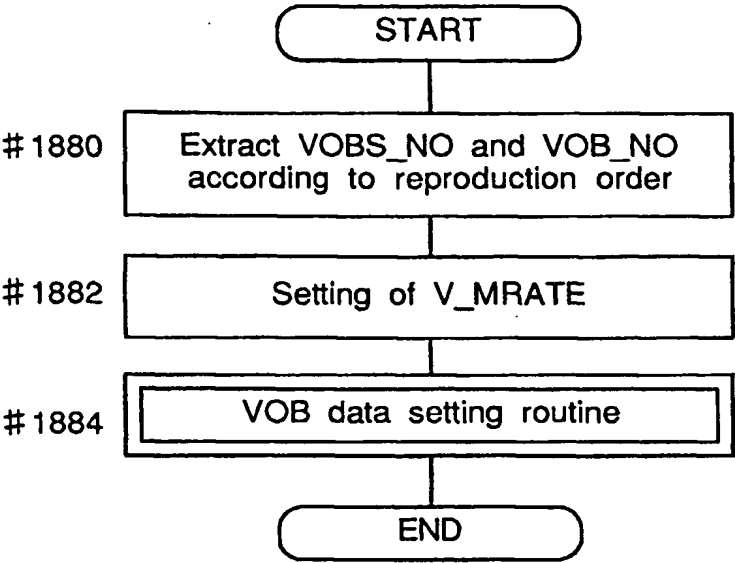 START
#1880
Extract VOBS_NO and VOB_NO
according to reproduction order
#1882
Setting of V_MRATE
#1884
VOB data setting routine
END